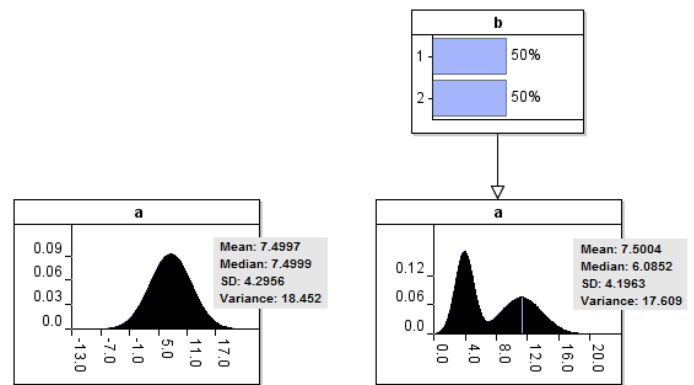 b
1
50%
2
50%
a
0.09
0.06
0.03
0.0
-13.0
-7.0
-1.0
5.0
11.0
17.0
Mean: 7.4997
Median: 7.4999
SD: 4.2956
Variance: 18.452
a
0.12
0.06
0.0
0.0
4.0
8.0
12.0
16.0
20.0
Mean: 7.5004
Median: 6.0852
SD: 4.1963
Variance: 17.609